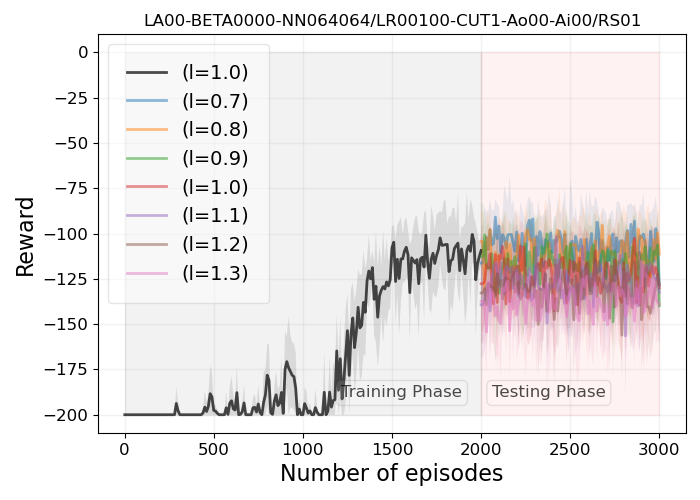 LA00-BETA0000-NN064064/LR00100-CUT1-Ao00-Ai00/RS01
0
−25
−50
−75
−100
−125
−150
−175
−200
Reward
(l=1.0)
(l=0.7)
(l=0.8)
(l=0.9)
(l=1.0)
(l=1.1)
(l=1.2)
(l=1.3)
Training Phase
Testing Phase
0
500
1000
1500
2000
2500
3000
Number of episodes